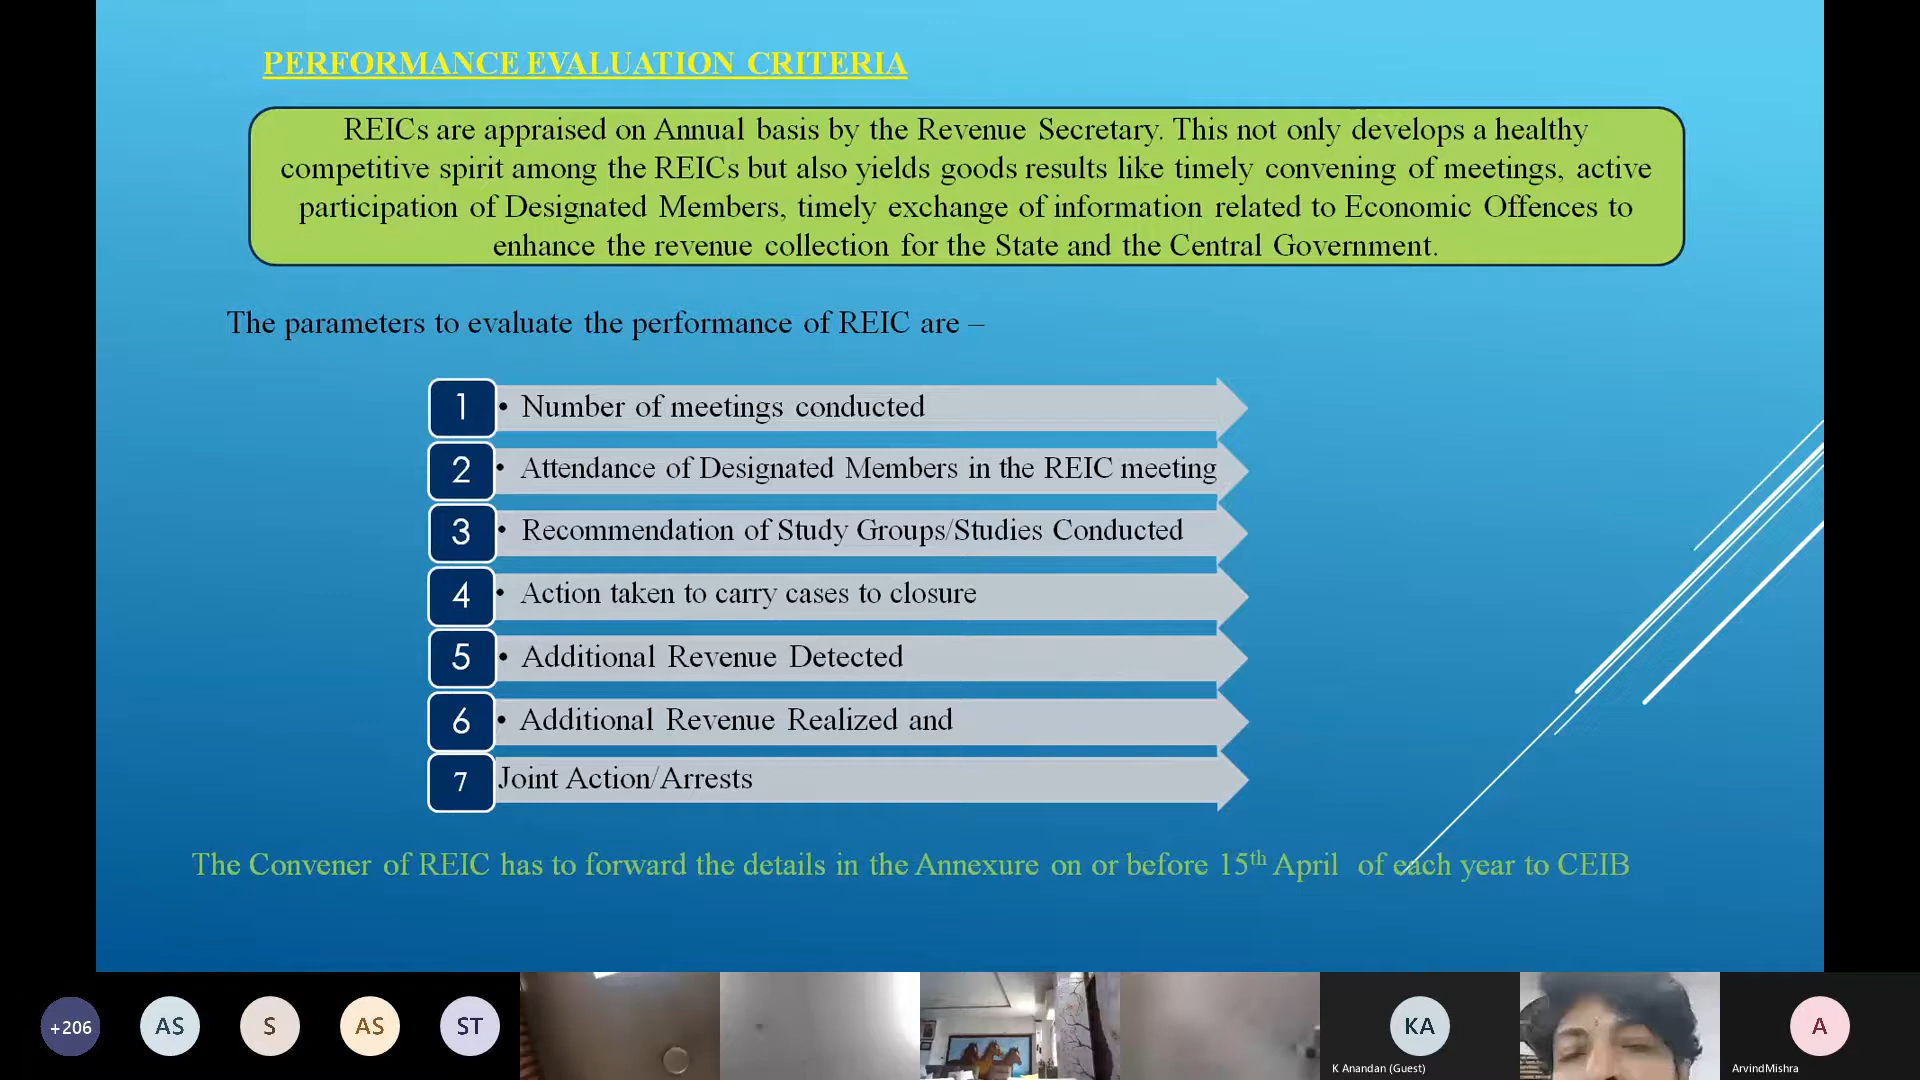 PERFORMANCE EVALUATION CRITERIA
REICs are appraised on Annual basis by the Revenue Secretary. This not only develops a healthy
competitive spirit among the REICs but also yields goods results like timely convening of meetings, active
participation of Designated Members, timely exchange of information related to Economic Offences to
enhance the revenue collection for the State and the Central Government.
The parameters to evaluate the performance of REIC are –
1 • Number of meetings conducted
2 • Attendance of Designated Members in the REIC meeting
3 • Recommendation of Study Groups/Studies Conducted
4 • Action taken to carry cases to closure
5 • Additional Revenue Detected
6 • Additional Revenue Realized and
7 Joint Action/Arrests
The Convener of REIC has to forward the details in the Annexure on or before 15th April of each year to CEIB
+206 AS S AS ST KA A
K Anandan (Guest) ArvindMishra